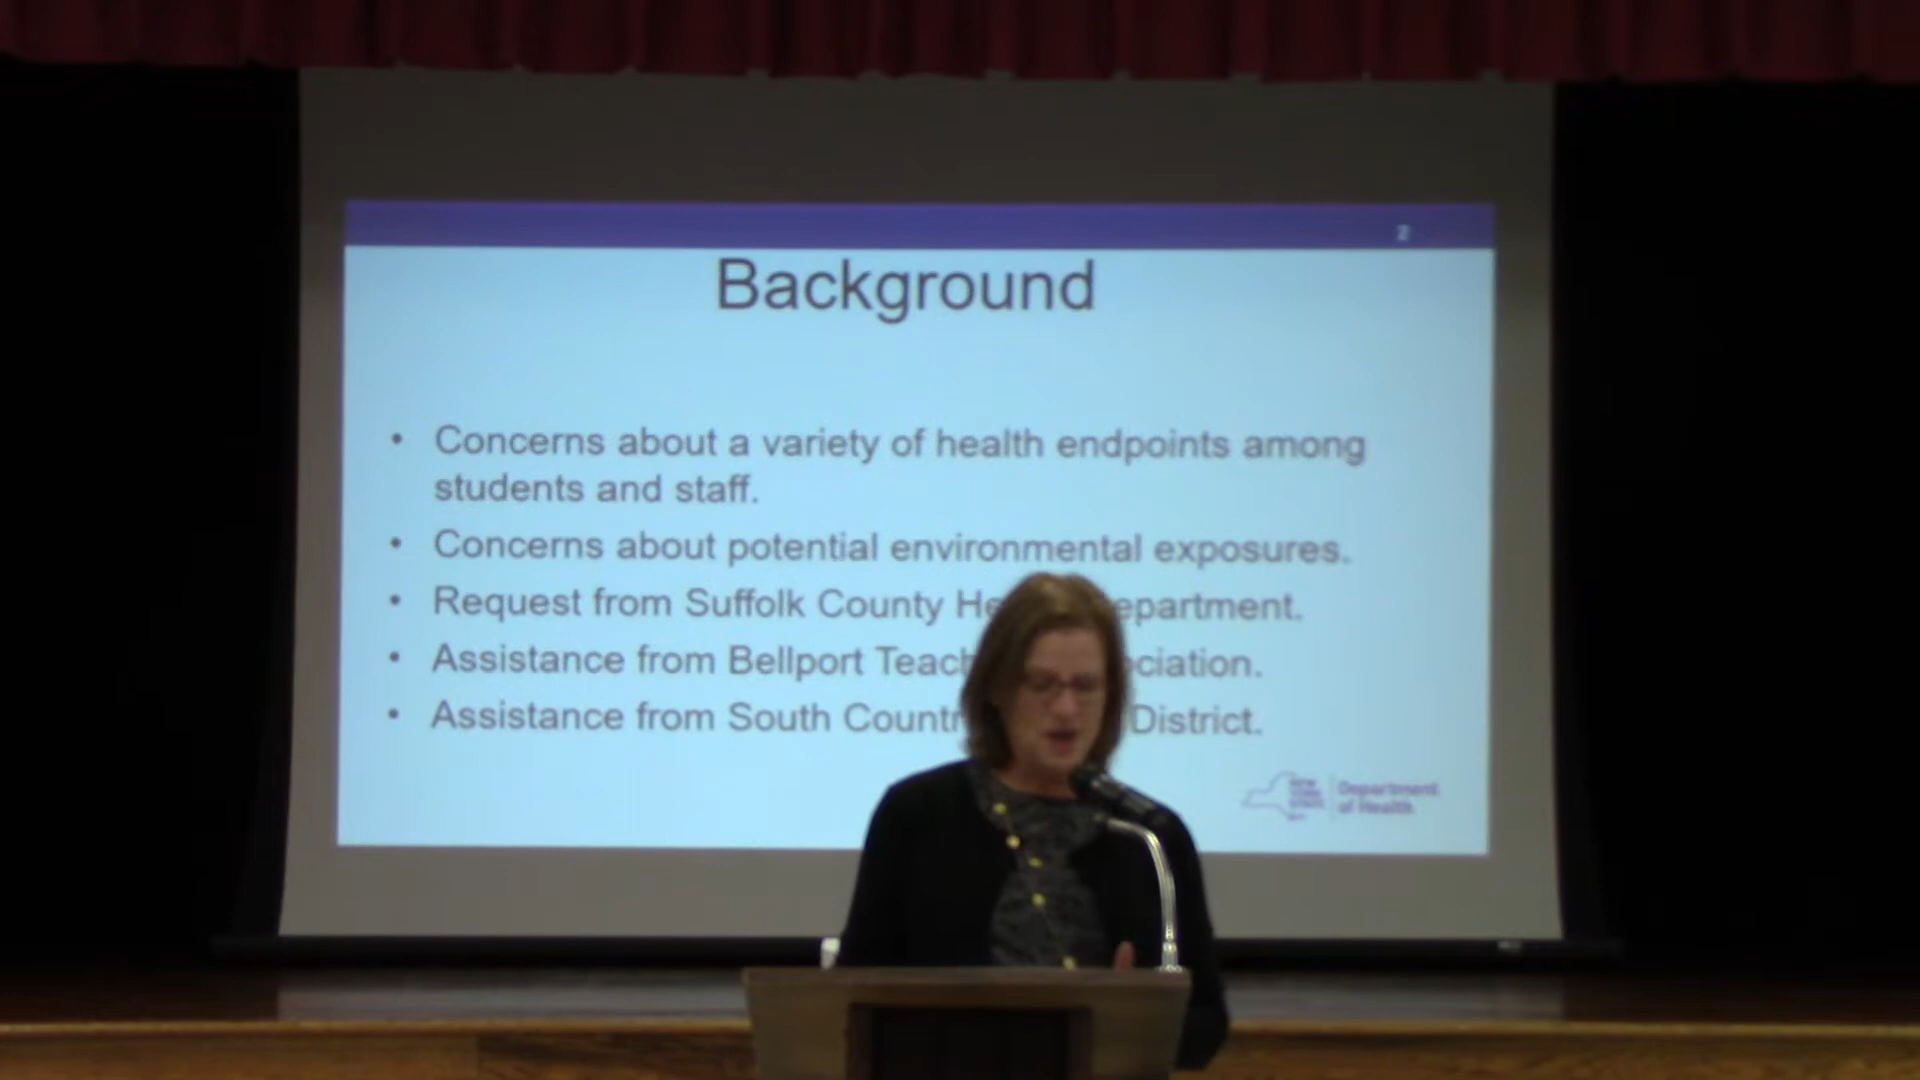 2
Background
• Concerns about a variety of health endpoints among
students and staff.
• Concerns about potential environmental exposures.
• Request from Suffolk County He epartment.
• Assistance from Bellport Teach ciation.
• Assistance from South Countr District.
Department
of Health